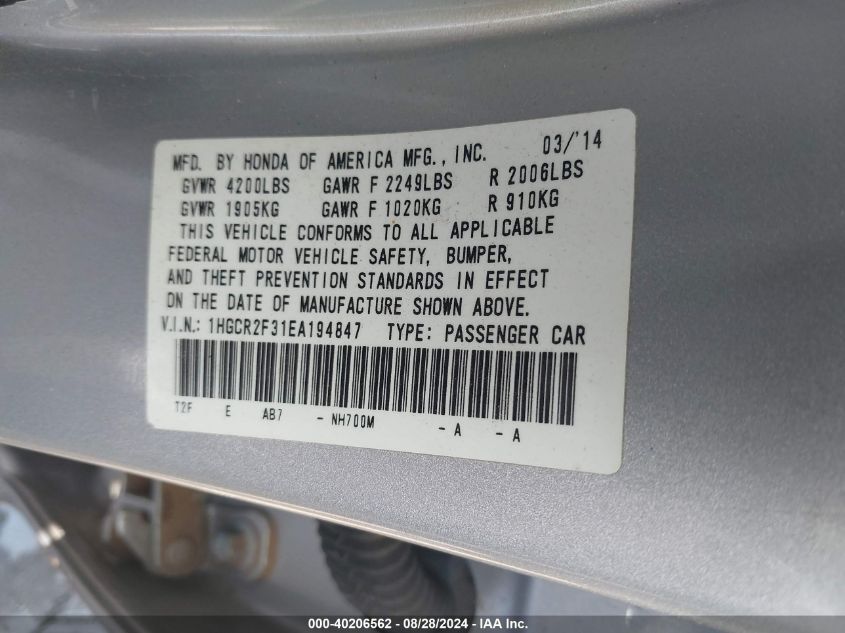 MFD. BY HONDA OF AMERICA MFG., INC. 03/'14
GVWR 4200LBS GAWR F 2249LBS R 2006LBS
GVWR 1905KG GAWR F 1020KG R 910KG
THIS VEHICLE CONFORMS TO ALL APPLICABLE
FEDERAL MOTOR VEHICLE SAFETY, BUMPER,
AND THEFT PREVENTION STANDARDS IN EFFECT
ON THE DATE OF MANUFACTURE SHOWN ABOVE.
V.I.N.: 1HGCR2F31EA194847 TYPE: PASSENGER CAR
T2F E AB7 - NH700M - A - A
000-40206562 - 08/28/2024 - IAA Inc.